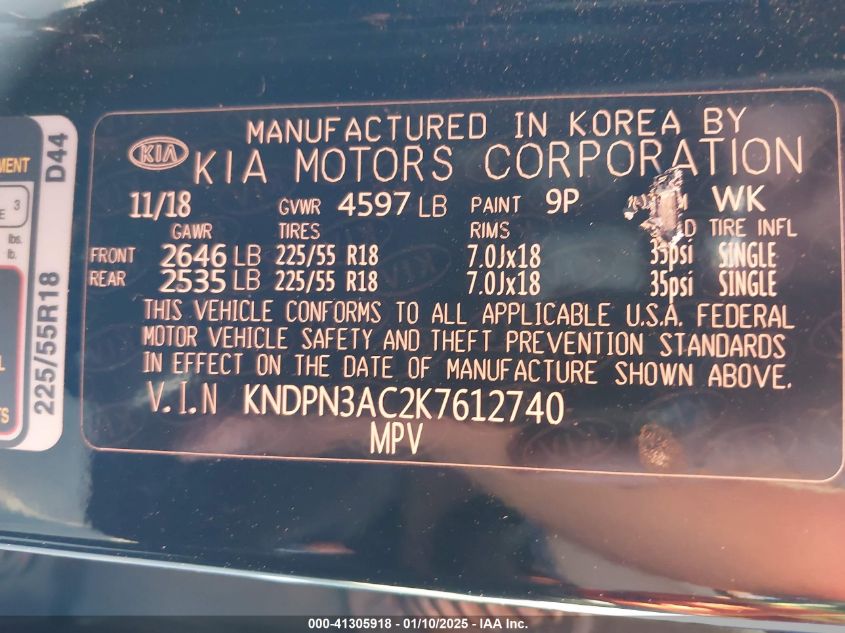 MANUFACTURED IN KOREA BY
KIA
KIA MOTORS CORPORATION
11/18 GVWR 4597 LB PAINT 9P WK
GAWR TIRES RIMS TIRE INFL
FRONT 2646 LB 225/55 R18 7.0Jx18 35psi SINGLE
REAR 2535 LB 225/55 R18 7.0Jx18 35psi SINGLE
THIS VEHICLE CONFORMS TO ALL APPLICABLE U.S.A. FEDERAL
MOTOR VEHICLE SAFETY AND THEFT PREVENTION STANDARDS
IN EFFECT ON THE DATE OF MANUFACTURE SHOWN ABOVE.
V.I.N KNDPN3AC2K7612740
MPV
3
lbs.
lb.
225/55R18 D44
000-41305918 - 01/10/2025 - IAA Inc.